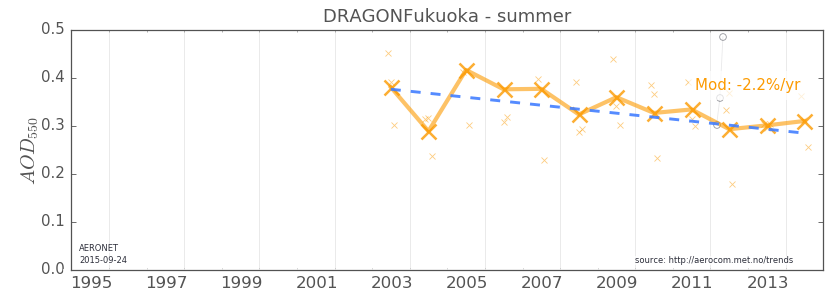 DRAGONFukuoka - summer
0.5
0.4
0.3
0.2
0.1
0.0
AOD550
Mod: -2.2%/yr
AERONET
2015-09-24
source: http://aerocom.met.no/trends
1995 1997 1999 2001 2003 2005 2007 2009 2011 2013